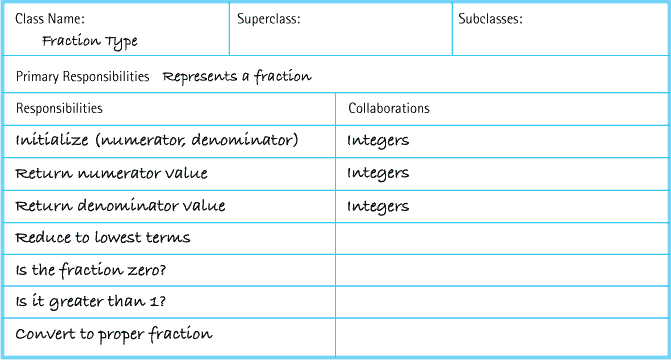 Class Name: Superclass: Subclasses:
Fraction Type
Primary Responsibilities Represents a fraction
Responsibilities Collaborations
Initialize (numerator, denominator) Integers
Return numerator value Integers
Return denominator value Integers
Reduce to lowest terms
Is the fraction zero?
Is it greater than 1?
Convert to proper fraction